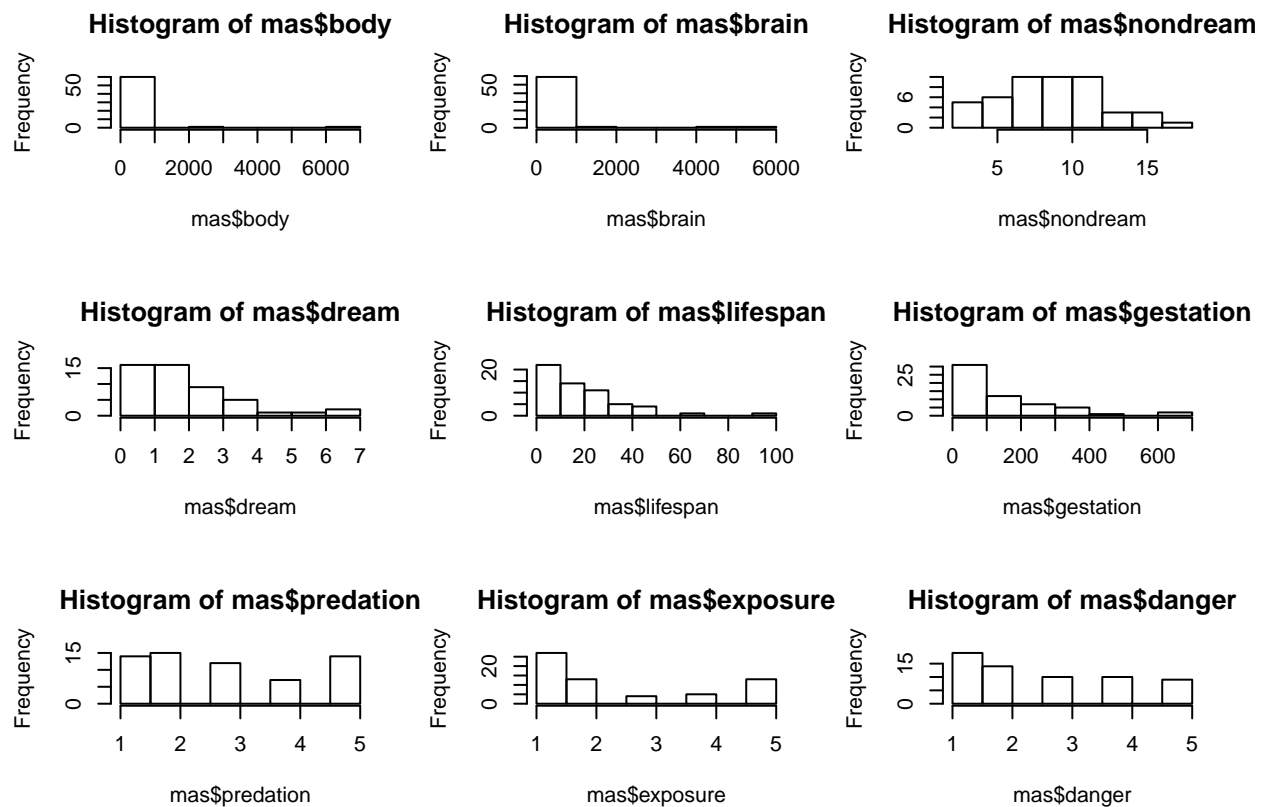 Histogram of mas$body
Frequency
0
50
0 2000 4000 6000
mas$body
Histogram of mas$brain
Frequency
0
50
0 2000 4000 6000
mas$brain
Histogram of mas$nondream
Frequency
0
6
5 10 15
mas$nondream
Histogram of mas$dream
Frequency
0
15
0 1 2 3 4 5 6 7
mas$dream
Histogram of mas$lifespan
Frequency
0
20
0 20 40 60 80 100
mas$lifespan
Histogram of mas$gestation
Frequency
0
25
0 200 400 600
mas$gestation
Histogram of mas$predation
Frequency
0
15
1 2 3 4 5
mas$predation
Histogram of mas$exposure
Frequency
0
20
1 2 3 4 5
mas$exposure
Histogram of mas$danger
Frequency
0
15
1 2 3 4 5
mas$danger